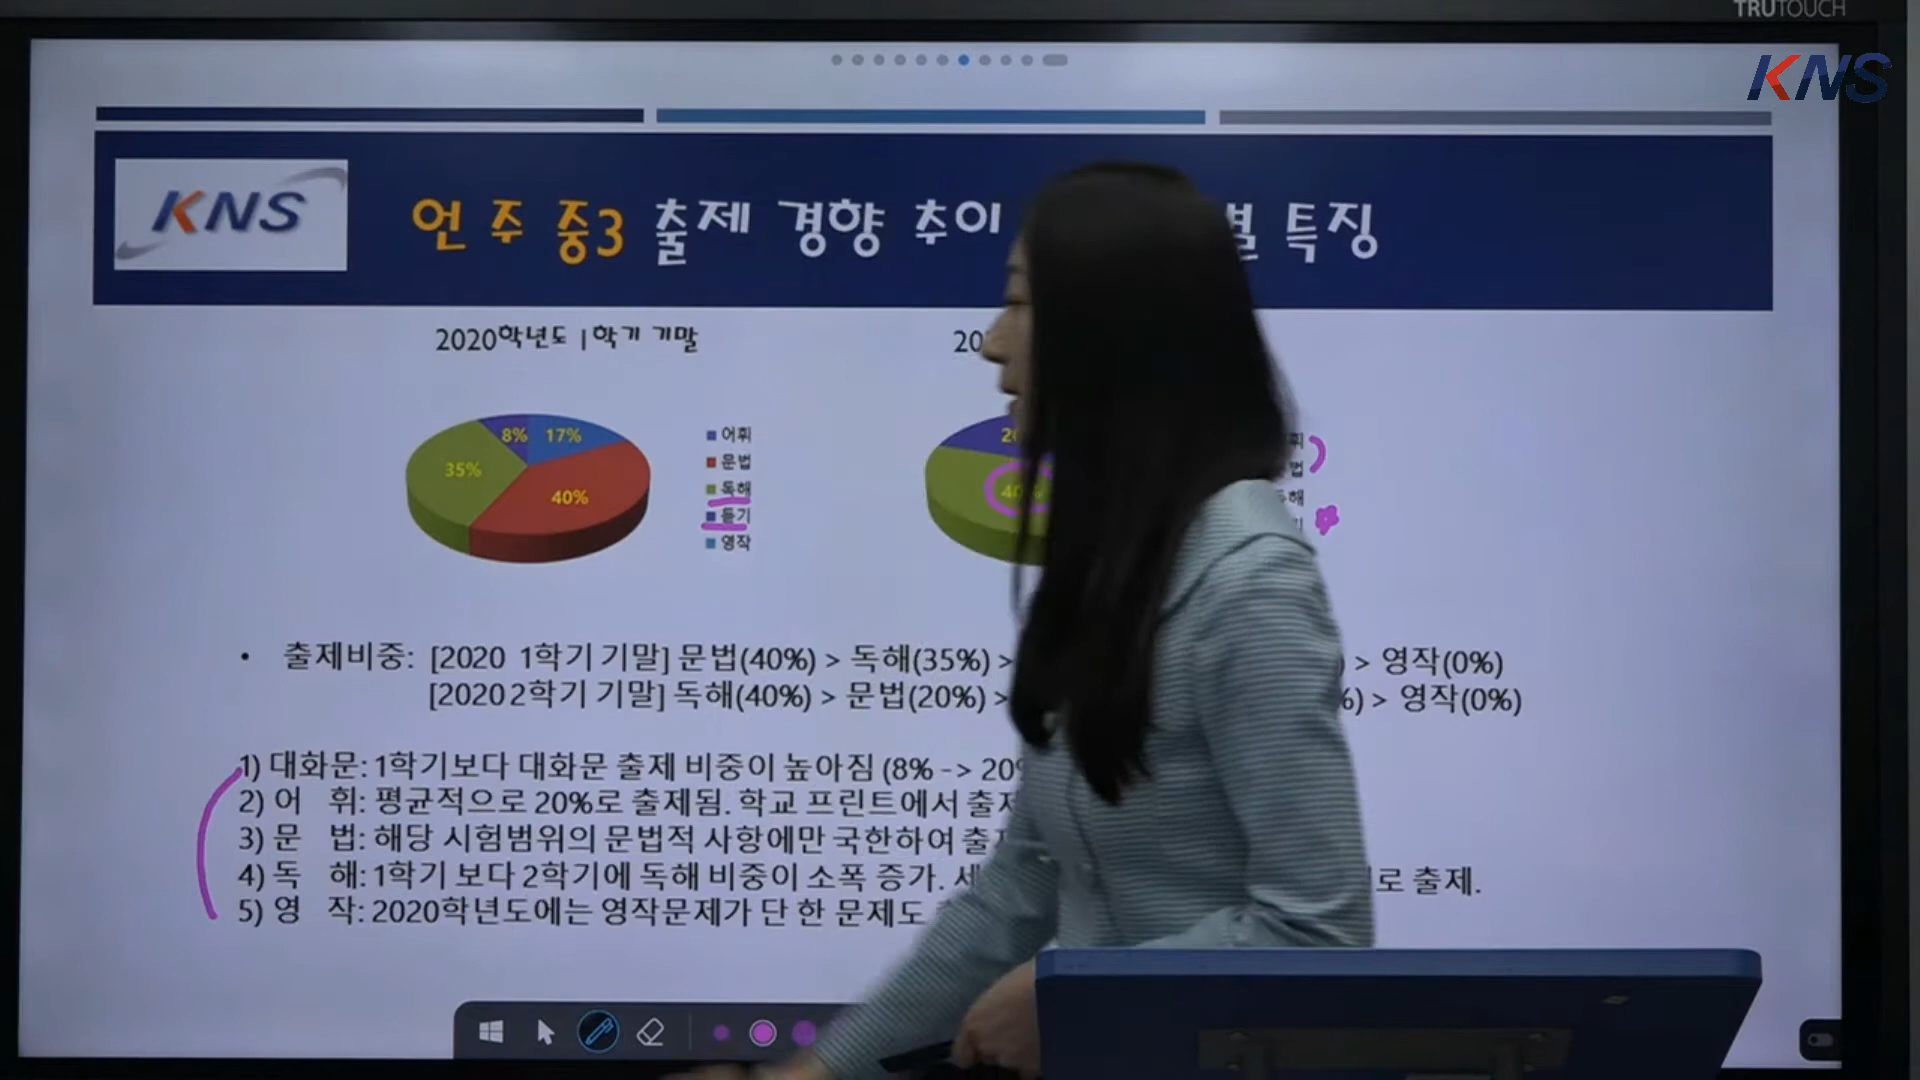 TRUTOUCH
KNS
KNS
언주 중3 출제 경향 추이 특징
2020학년도 1학기 기말
8% 17%
35%
40%
어휘
문법
독해
듣기
영작
• 출제비중: [2020 1학기 기말] 문법(40%) > 독해(35%) > > 영작(0%)
[2020 2학기 기말] 독해(40%) > 문법(20%) > > 영작(0%)
1) 대화문: 1학기보다 대화문 출제 비중이 높아짐 (8% ->
2) 어 휘: 평균적으로 20%로 출제됨. 학교 프린트에서
3) 문 법: 해당 시험범위의 문법적 사항에만 국한하여
4) 독 해: 1학기 보다 2학기에 독해 비중이 소폭 증가. 출제.
5) 영 작: 2020학년도에는 영작문제가 단 한 문제도